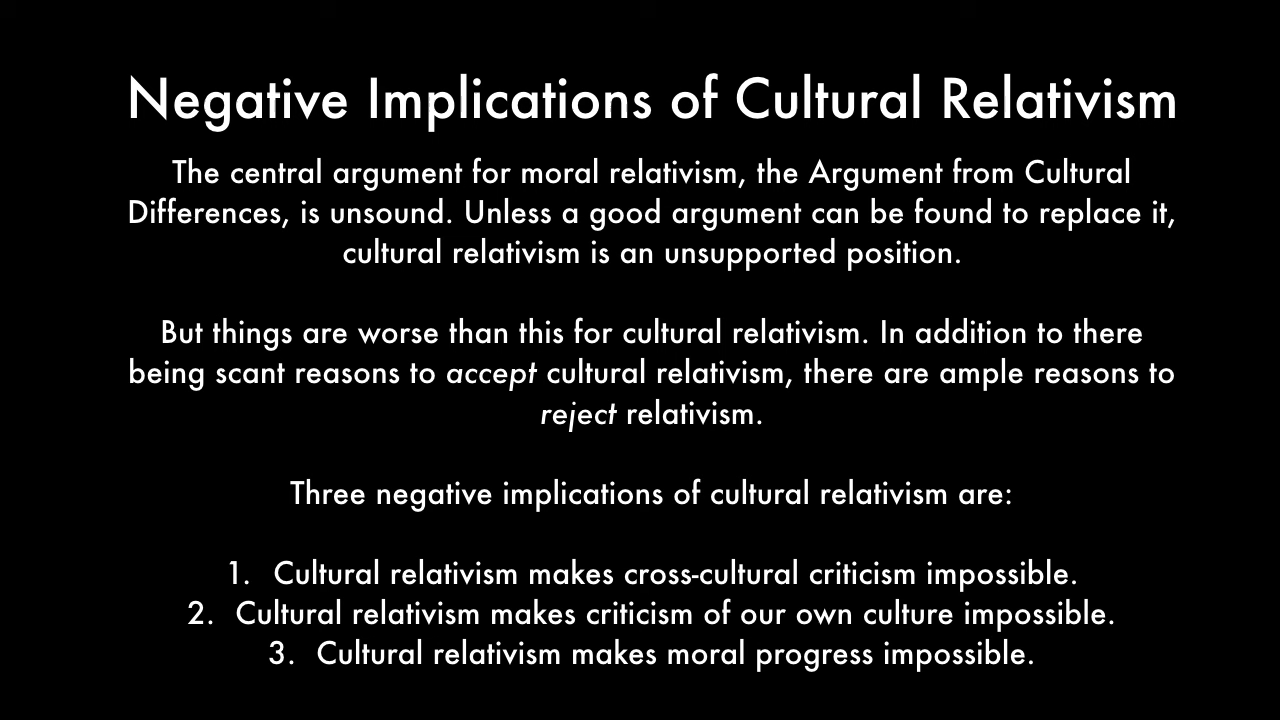 Negative Implications of Cultural Relativism
The central argument for moral relativism, the Argument from Cultural
Differences, is unsound. Unless a good argument can be found to replace it,
cultural relativism is an unsupported position.
But things are worse than this for cultural relativism. In addition to there
being scant reasons to accept cultural relativism, there are ample reasons to
reject relativism.
Three negative implications of cultural relativism are:
1. Cultural relativism makes cross-cultural criticism impossible.
2. Cultural relativism makes criticism of our own culture impossible.
3. Cultural relativism makes moral progress impossible.